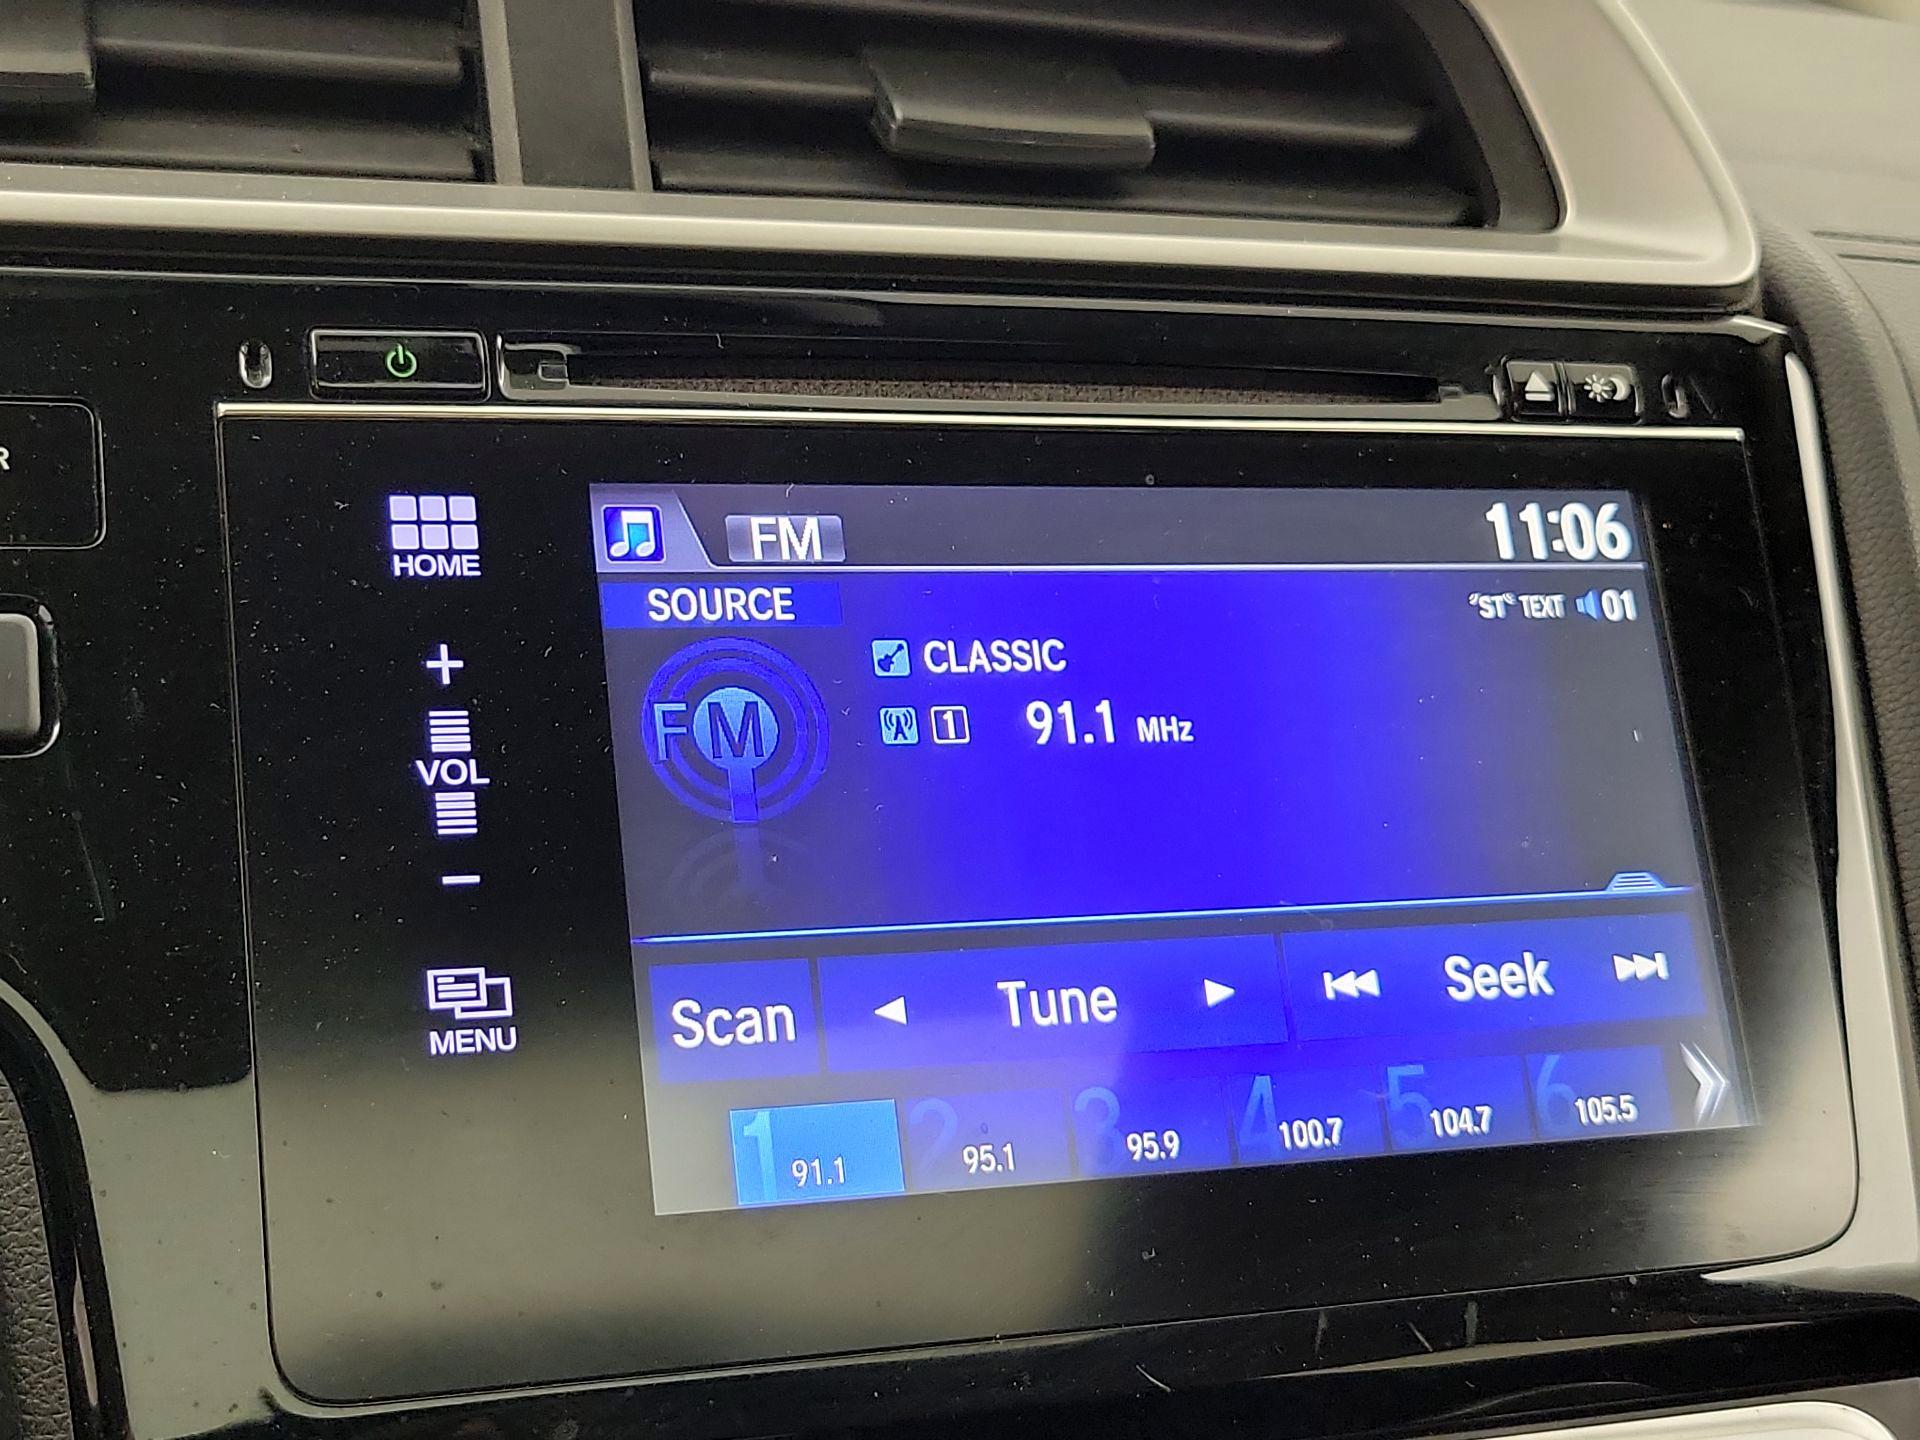 R
HOME
+
VOL
−
MENU
FM
11:06
SOURCE
ST TEXT 01
FM
CLASSIC
1 91.1 MHz
Scan
Tune
Seek
1 91.1
2 95.1
3 95.9
4 100.7
5 104.7
6 105.5